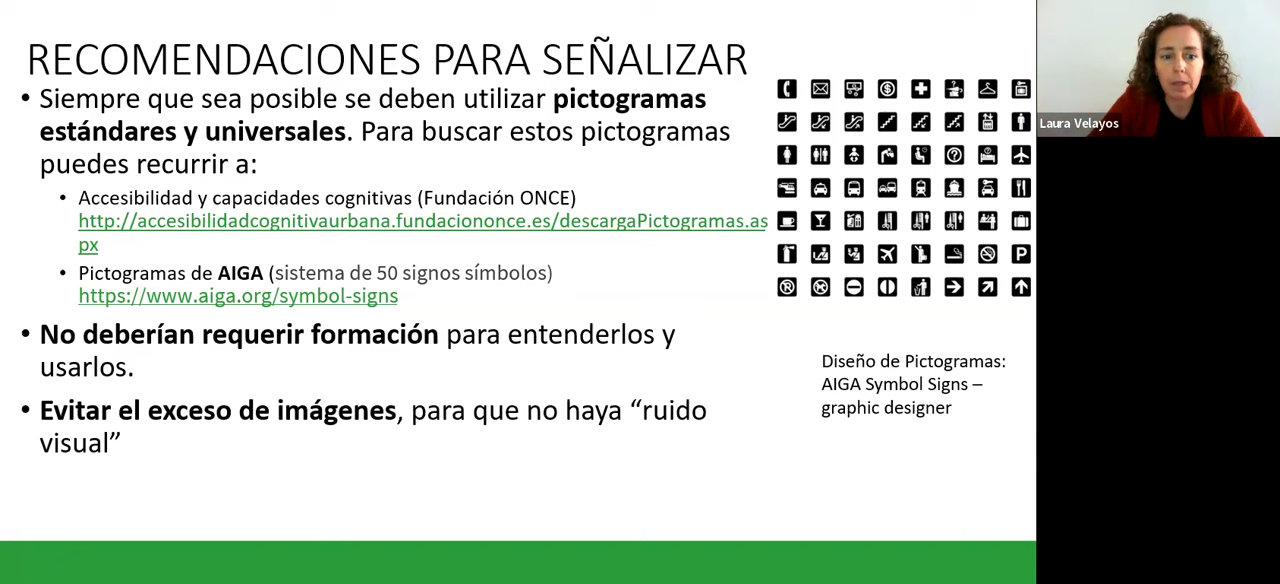 RECOMENDACIONES PARA SEÑALIZAR
• Siempre que sea posible se deben utilizar pictogramas
estándares y universales. Para buscar estos pictogramas
puedes recurrir a:
• Accesibilidad y capacidades cognitivas (Fundación ONCE)
http://accesibilidadcognitivaurbana.fundaciononce.es/descargaPictogramas.as
px
• Pictogramas de AIGA (sistema de 50 signos símbolos)
https://www.aiga.org/symbol-signs
• No deberían requerir formación para entenderlos y
usarlos.
• Evitar el exceso de imágenes, para que no haya “ruido
visual”
Diseño de Pictogramas:
AIGA Symbol Signs –
graphic designer
Laura Velayos